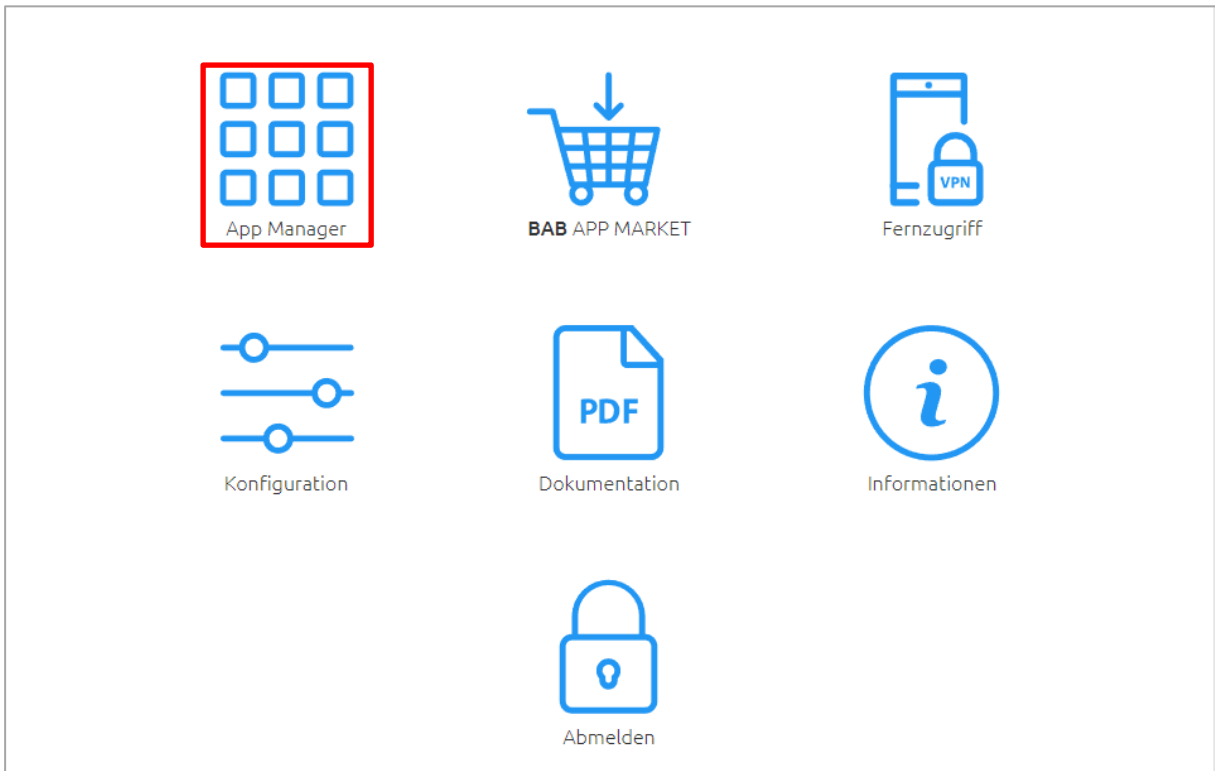 VPN
App Manager
BAB APP MARKET
Fernzugriff
PDF
i
Konfiguration
Dokumentation
Informationen
Abmelden